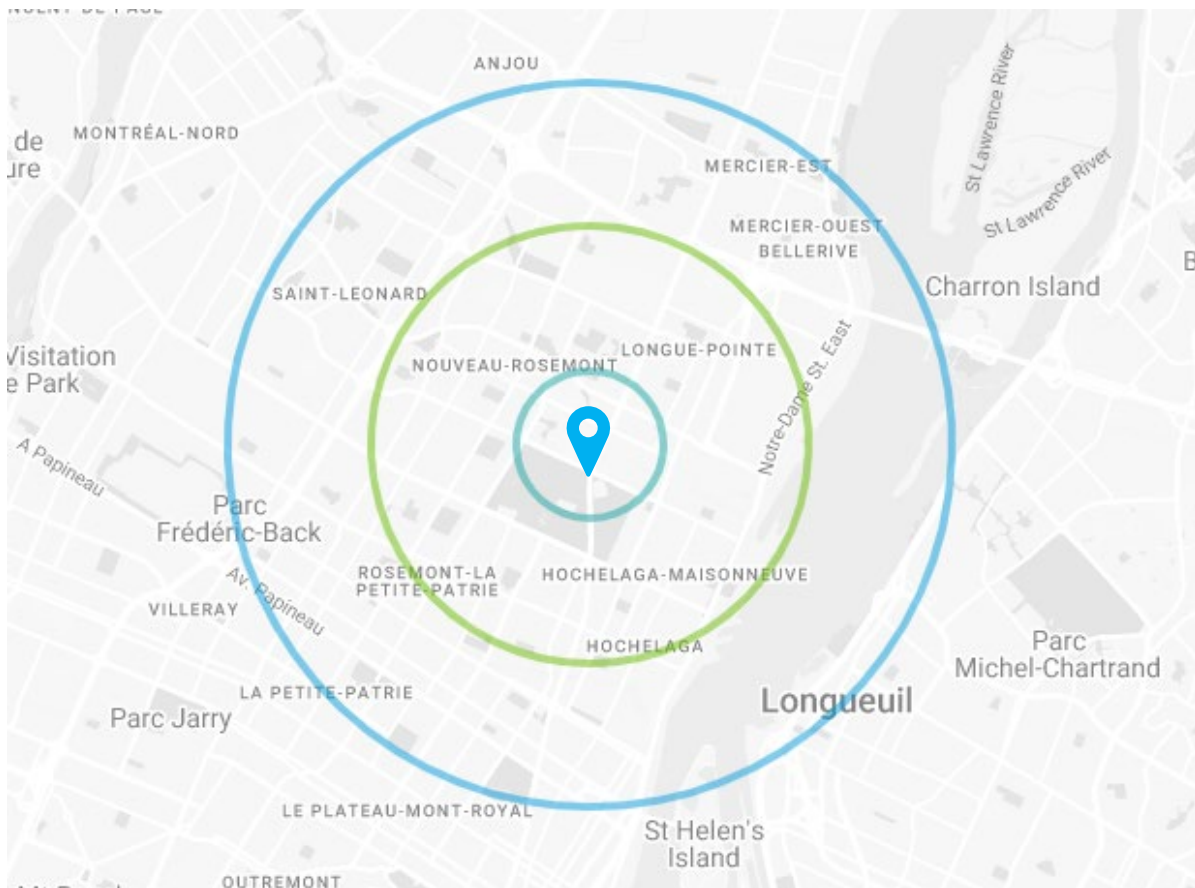 ANJOU
MONTRÉAL-NORD
de
MERCIER-EST
St Lawrence River
St Lawrence River
MERCIER-OUEST
BELLERIVE
Charron Island
SAINT-LEONARD
Visitation
Park
NOUVEAU-ROSEMONT
LONGUE-POINTE
Notre-Dame St. East
A Papineau
Parc
Frédéric-Back
Av. Papineau
ROSEMONT-LA
PETITE-PATRIE
HOCHELAGA-MAISONNEUVE
VILLERAY
HOCHELAGA
Parc
Michel-Chartrand
LA PETITE-PATRIE
Longueuil
Parc Jarry
LE PLATEAU-MONT-ROYAL
St Helen's
Island
OUTREMONT